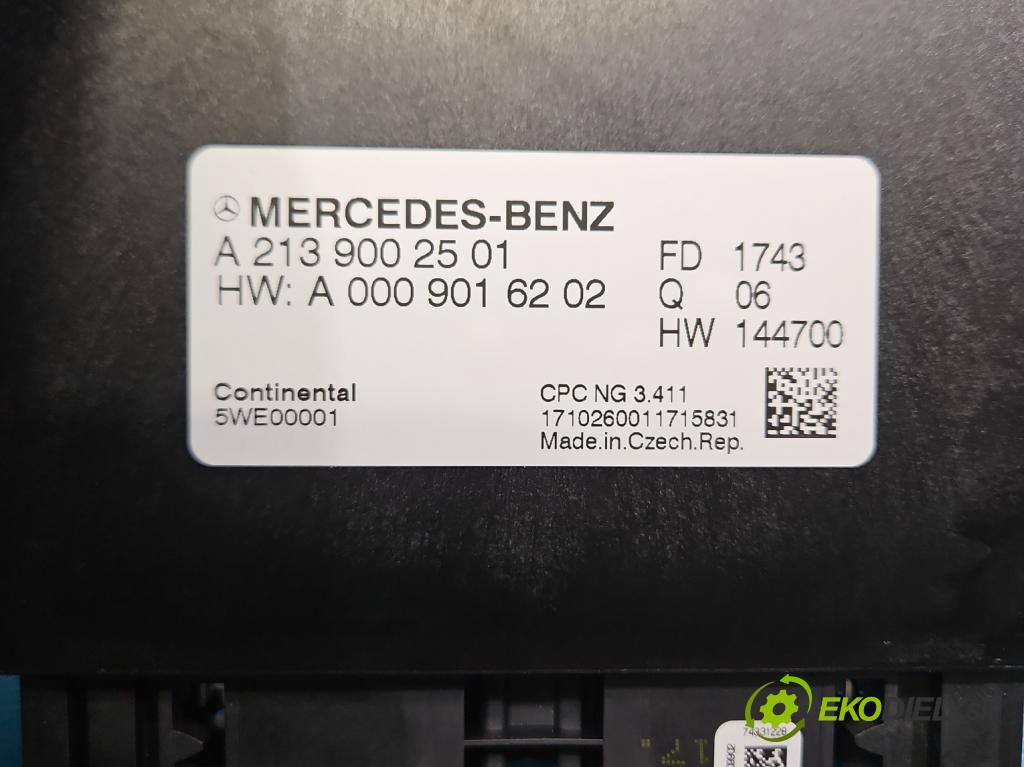 MERCEDES-BENZ
A 213 900 25 01
HW: A 000 901 62 02
FD 1743
Q 06
HW 144700
Continental
5WE00001
CPC NG 3.411
1710260011715831
Made.in.Czech.Rep.
74331228
EKODIELY